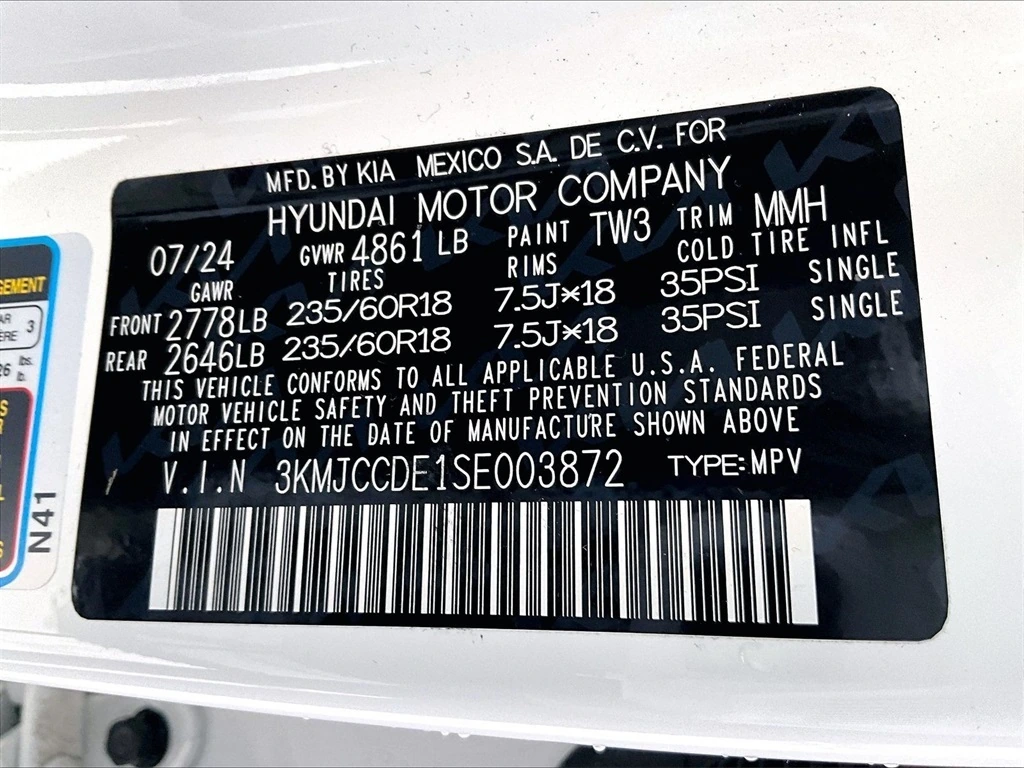 MFD. BY KIA MEXICO S.A. DE C.V. FOR
HYUNDAI MOTOR COMPANY
07/24 GVWR 4861 LB PAINT TW3 TRIM MMH
GAWR TIRES RIMS COLD TIRE INFL
FRONT 2778LB 235/60R18 7.5J×18 35PSI SINGLE
REAR 2646LB 235/60R18 7.5J×18 35PSI SINGLE
THIS VEHICLE CONFORMS TO ALL APPLICABLE U.S.A. FEDERAL
MOTOR VEHICLE SAFETY AND THEFT PREVENTION STANDARDS
IN EFFECT ON THE DATE OF MANUFACTURE SHOWN ABOVE
V.I.N 3KMJCCDE1SE003872 TYPE:MPV
3
lbs.
lb.
N41